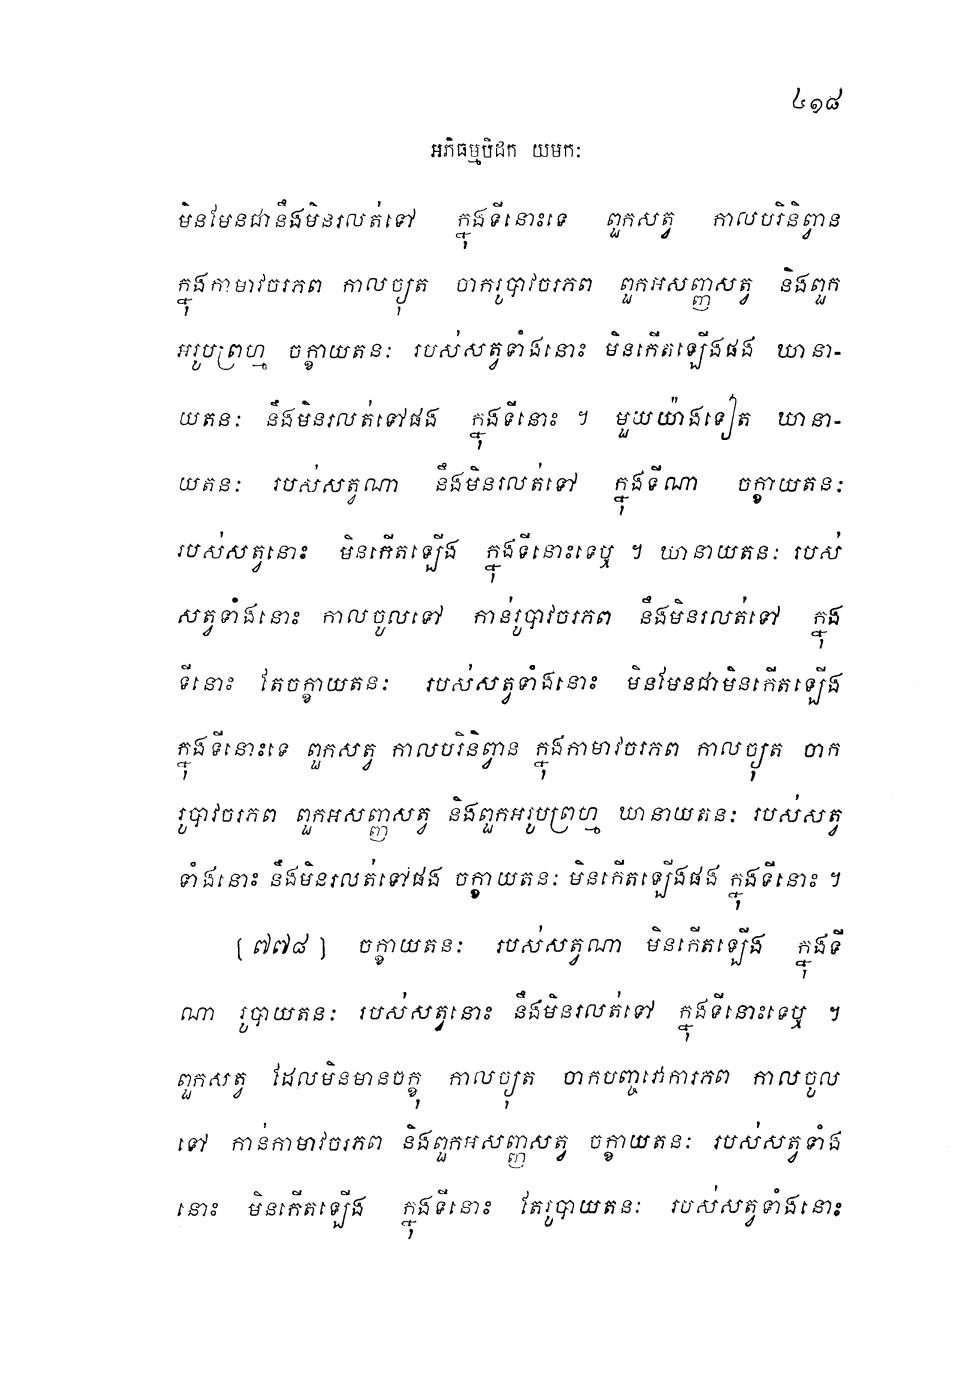 ៤១៨
អភិធម្មបិដក យមកៈ
មិនមែនជានឹងមិនរលត់ទៅ ក្នុងទីនោះទេ ពួកសត្វ កាលបរិនិព្វាន
ក្នុងកាមាវចរភព កាលច្យុត ចាករូបាវចរភព ពួកអសញ្ញសត្វ និងពួក
អរូបព្រហ្ម ចក្ខាយតនៈ របស់សត្វទាំងនោះ មិនកើតឡើងផង ឃានា-
យតនៈ នឹងមិនរលត់ទៅផង ក្នុងទីនោះ ។ មួយយ៉ាងទៀត ឃានា-
យតនៈ របស់សត្វណា នឹងមិនរលត់ទៅ ក្នុងទីណា ចក្ខាយតនៈ
របស់សត្វនោះ មិនកើតឡើង ក្នុងទីនោះទេឬ ។ ឃានាយតនៈ របស់
សត្វទាំងនោះ កាលចូលទៅ កាន់រូបាវចរភព នឹងមិនរលត់ទៅ ក្នុង
ទីនោះ តែចក្ខាយតនៈ របស់សត្វទាំងនោះ មិនមែនជាមិនកើតឡើង
ក្នុងទីនោះទេ ពួកសត្វ កាលបរិនិព្វាន ក្នុងកាមាវចរភព កាលច្យុត ចាក
រូបាវចរភព ពួកអសញ្ញសត្វ និងពួកអរូបព្រហ្ម ឃានាយតនៈ របស់សត្វ
ទាំងនោះ នឹងមិនរលត់ទៅផង ចក្ខាយតនៈ មិនកើតឡើងផង ក្នុងទីនោះ ។
[៧៧៨] ចក្ខាយតនៈ របស់សត្វណា មិនកើតឡើង ក្នុងទី
ណា រូបាយតនៈ របស់សត្វនោះ នឹងមិនរលត់ទៅ ក្នុងទីនោះទេឬ ។
ពួកសត្វ ដែលមិនមានចក្ខុ កាលច្យុត ចាកបញ្ចវោការភព កាលចូល
ទៅ កាន់កាមាវចរភព និងពួកអសញ្ញសត្វ ចក្ខាយតនៈ របស់សត្វទាំង
នោះ មិនកើតឡើង ក្នុងទីនោះ តែរូបាយតនៈ របស់សត្វទាំងនោះ